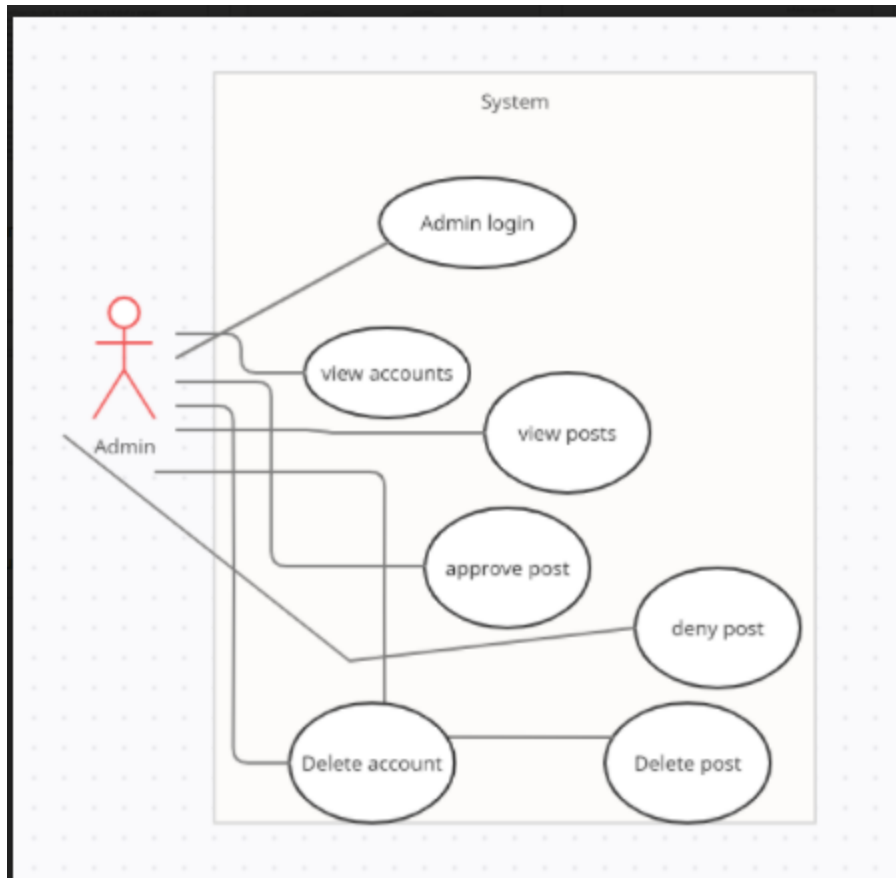 System
Admin login
view accounts
view posts
Admin
approve post
deny post
Delete account
Delete post